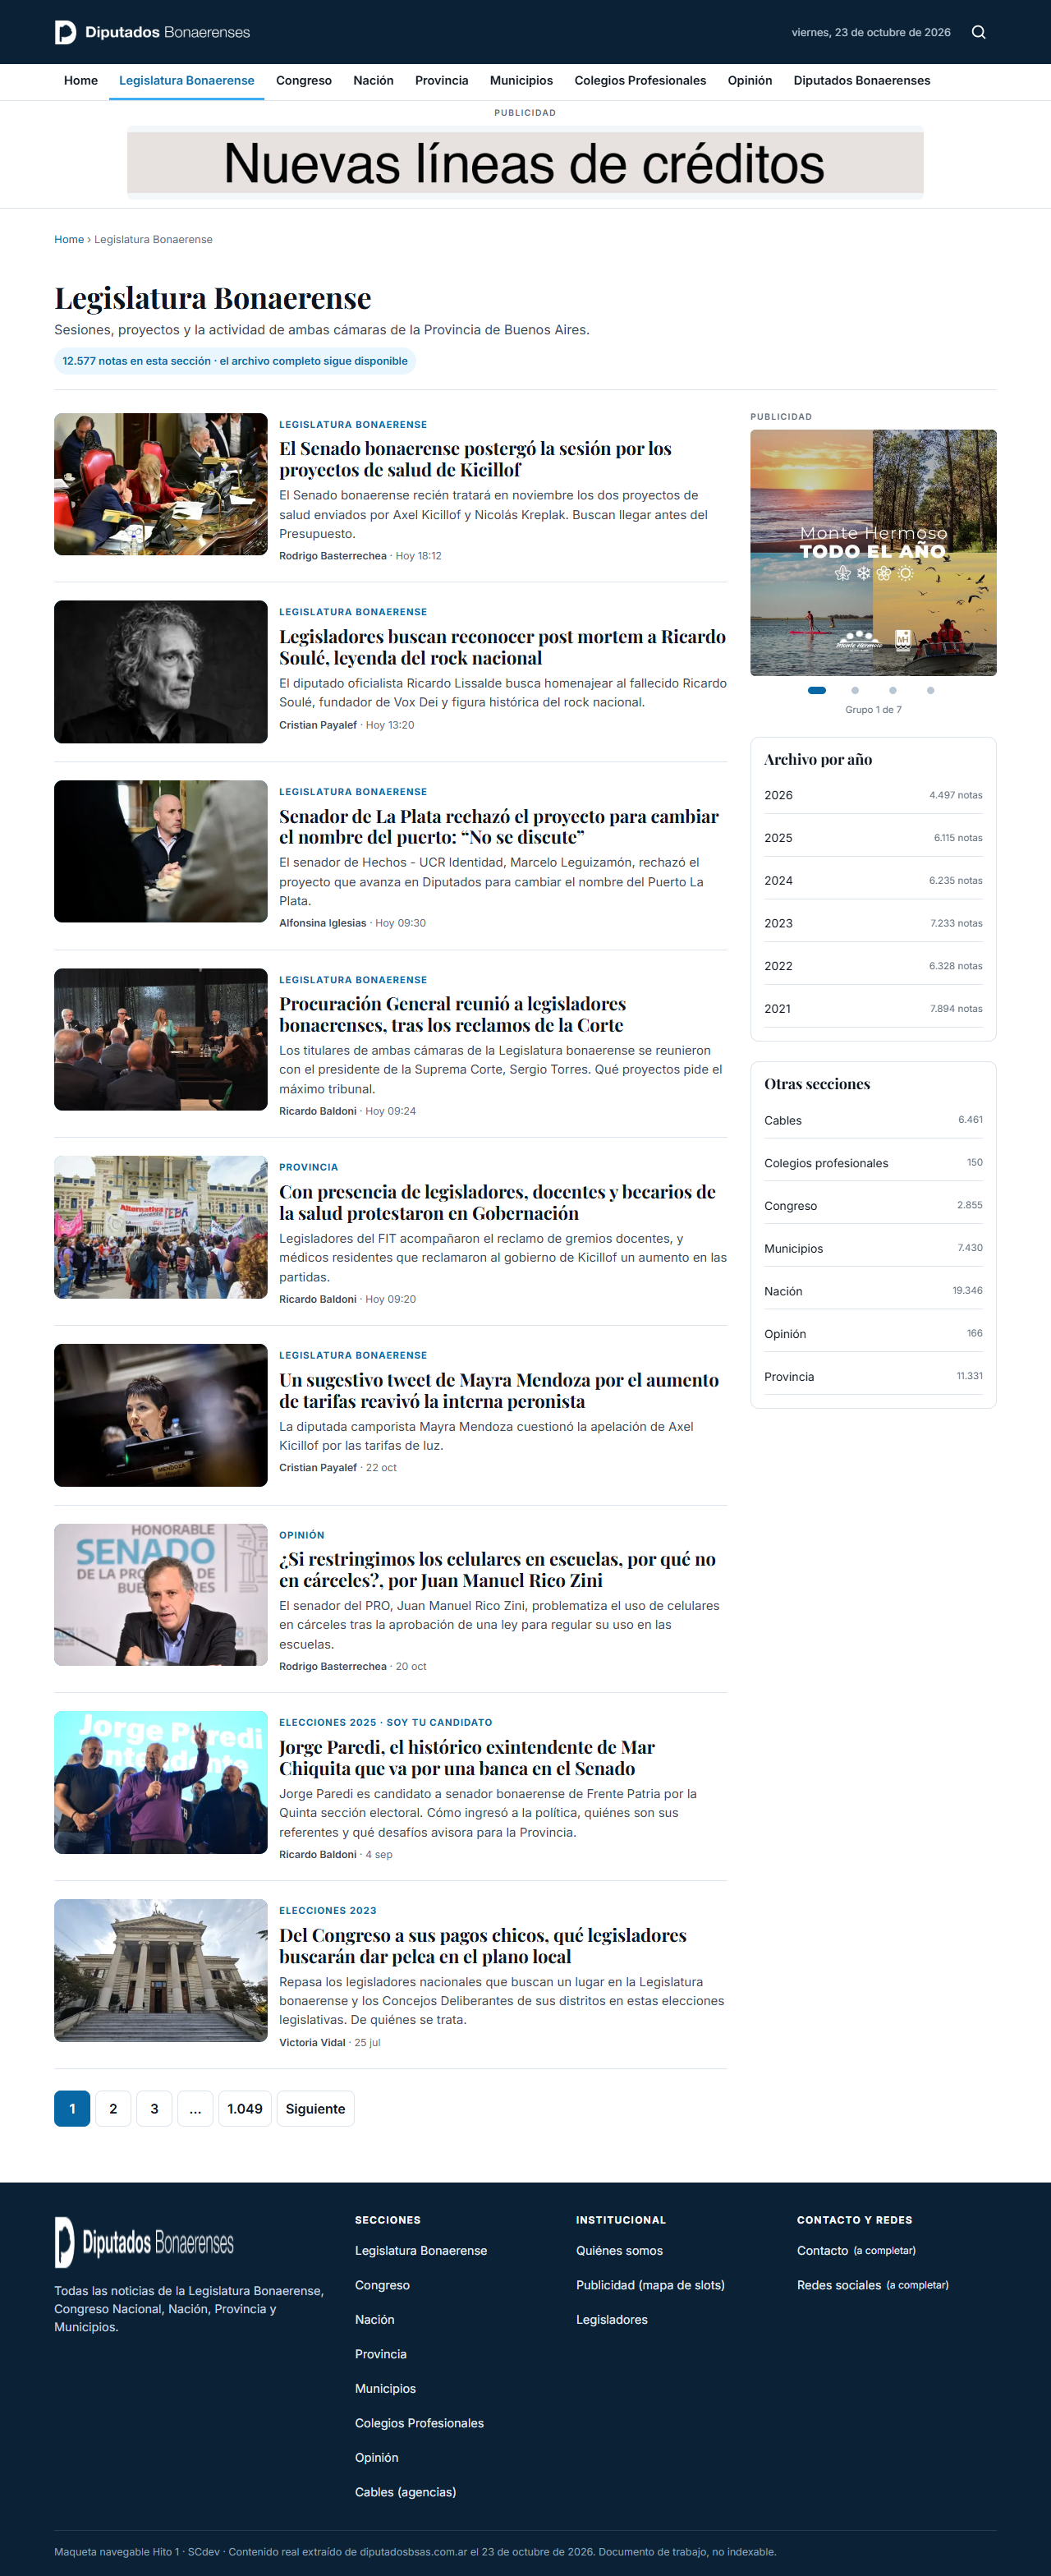 Diputados Bonaerenses
viernes, 23 de octubre de 2026
Home Legislatura Bonaerense Congreso Nación Provincia Municipios Colegios Profesionales Opinión Diputados Bonaerenses
PUBLICIDAD
Nuevas líneas de créditos
Home › Legislatura Bonaerense
Legislatura Bonaerense
Sesiones, proyectos y la actividad de ambas cámaras de la Provincia de Buenos Aires.
12.577 notas en esta sección · el archivo completo sigue disponible
LEGISLATURA BONAERENSE
El Senado bonaerense postergó la sesión por los
proyectos de salud de Kicillof
El Senado bonaerense recién tratará en noviembre los dos proyectos de
salud enviados por Axel Kicillof y Nicolás Kreplak. Buscan llegar antes del
Presupuesto.
Rodrigo Basterrechea · Hoy 18:12
LEGISLATURA BONAERENSE
Legisladores buscan reconocer post mortem a Ricardo
Soulé, leyenda del rock nacional
El diputado oficialista Ricardo Lissalde busca homenajear al fallecido Ricardo
Soulé, fundador de Vox Dei y figura histórica del rock nacional.
Cristian Payalef · Hoy 13:20
LEGISLATURA BONAERENSE
Senador de La Plata rechazó el proyecto para cambiar
el nombre del puerto: “No se discute”
El senador de Hechos - UCR Identidad, Marcelo Leguizamón, rechazó el
proyecto que avanza en Diputados para cambiar el nombre del Puerto La
Plata.
Alfonsina Iglesias · Hoy 09:30
LEGISLATURA BONAERENSE
Procuración General reunió a legisladores
bonaerenses, tras los reclamos de la Corte
Los titulares de ambas cámaras de la Legislatura bonaerense se reunieron
con el presidente de la Suprema Corte, Sergio Torres. Qué proyectos pide el
máximo tribunal.
Ricardo Baldoni · Hoy 09:24
Alternativa
docente
PROVINCIA
Con presencia de legisladores, docentes y becarios de
la salud protestaron en Gobernación
Legisladores del FIT acompañaron el reclamo de gremios docentes, y
médicos residentes que reclamaron al gobierno de Kicillof un aumento en las
partidas.
Ricardo Baldoni · Hoy 09:20
MENDOZA
LEGISLATURA BONAERENSE
Un sugestivo tweet de Mayra Mendoza por el aumento
de tarifas reavivó la interna peronista
La diputada camporista Mayra Mendoza cuestionó la apelación de Axel
Kicillof por las tarifas de luz.
Cristian Payalef · 22 oct
HONORABLE
SENADO
DE LA PRO
DE
BU
RES
OPINIÓN
¿Si restringimos los celulares en escuelas, por qué no
en cárceles?, por Juan Manuel Rico Zini
El senador del PRO, Juan Manuel Rico Zini, problematiza el uso de celulares
en cárceles tras la aprobación de una ley para regular su uso en las
escuelas.
Rodrigo Basterrechea · 20 oct
Jorge Paredi
ELECCIONES 2025 · SOY TU CANDIDATO
Jorge Paredi, el histórico exintendente de Mar
Chiquita que va por una banca en el Senado
Jorge Paredi es candidato a senador bonaerense de Frente Patria por la
Quinta sección electoral. Cómo ingresó a la política, quiénes son sus
referentes y qué desafíos avisora para la Provincia.
Ricardo Baldoni · 4 sep
ELECCIONES 2023
Del Congreso a sus pagos chicos, qué legisladores
buscarán dar pelea en el plano local
Repasa los legisladores nacionales que buscan un lugar en la Legislatura
bonaerense y los Concejos Deliberantes de sus distritos en estas elecciones
legislativas. De quiénes se trata.
Victoria Vidal · 25 jul
1 2 3 ... 1.049 Siguiente
PUBLICIDAD
Monte Hermoso
TODO EL AÑO
Monte Hermoso
MH
Grupo 1 de 7
Archivo por año
2026 4.497 notas
2025 6.115 notas
2024 6.235 notas
2023 7.233 notas
2022 6.328 notas
2021 7.894 notas
Otras secciones
Cables 6.461
Colegios profesionales 150
Congreso 2.855
Municipios 7.430
Nación 19.346
Opinión 166
Provincia 11.331
Diputados Bonaerenses
Todas las noticias de la Legislatura Bonaerense,
Congreso Nacional, Nación, Provincia y
Municipios.
SECCIONES
Legislatura Bonaerense
Congreso
Nación
Provincia
Municipios
Colegios Profesionales
Opinión
Cables (agencias)
INSTITUCIONAL
Quiénes somos
Publicidad (mapa de slots)
Legisladores
CONTACTO Y REDES
Contacto (a completar)
Redes sociales (a completar)
Maqueta navegable Hito 1 · SCdev · Contenido real extraído de diputadosbsas.com.ar el 23 de octubre de 2026. Documento de trabajo, no indexable.